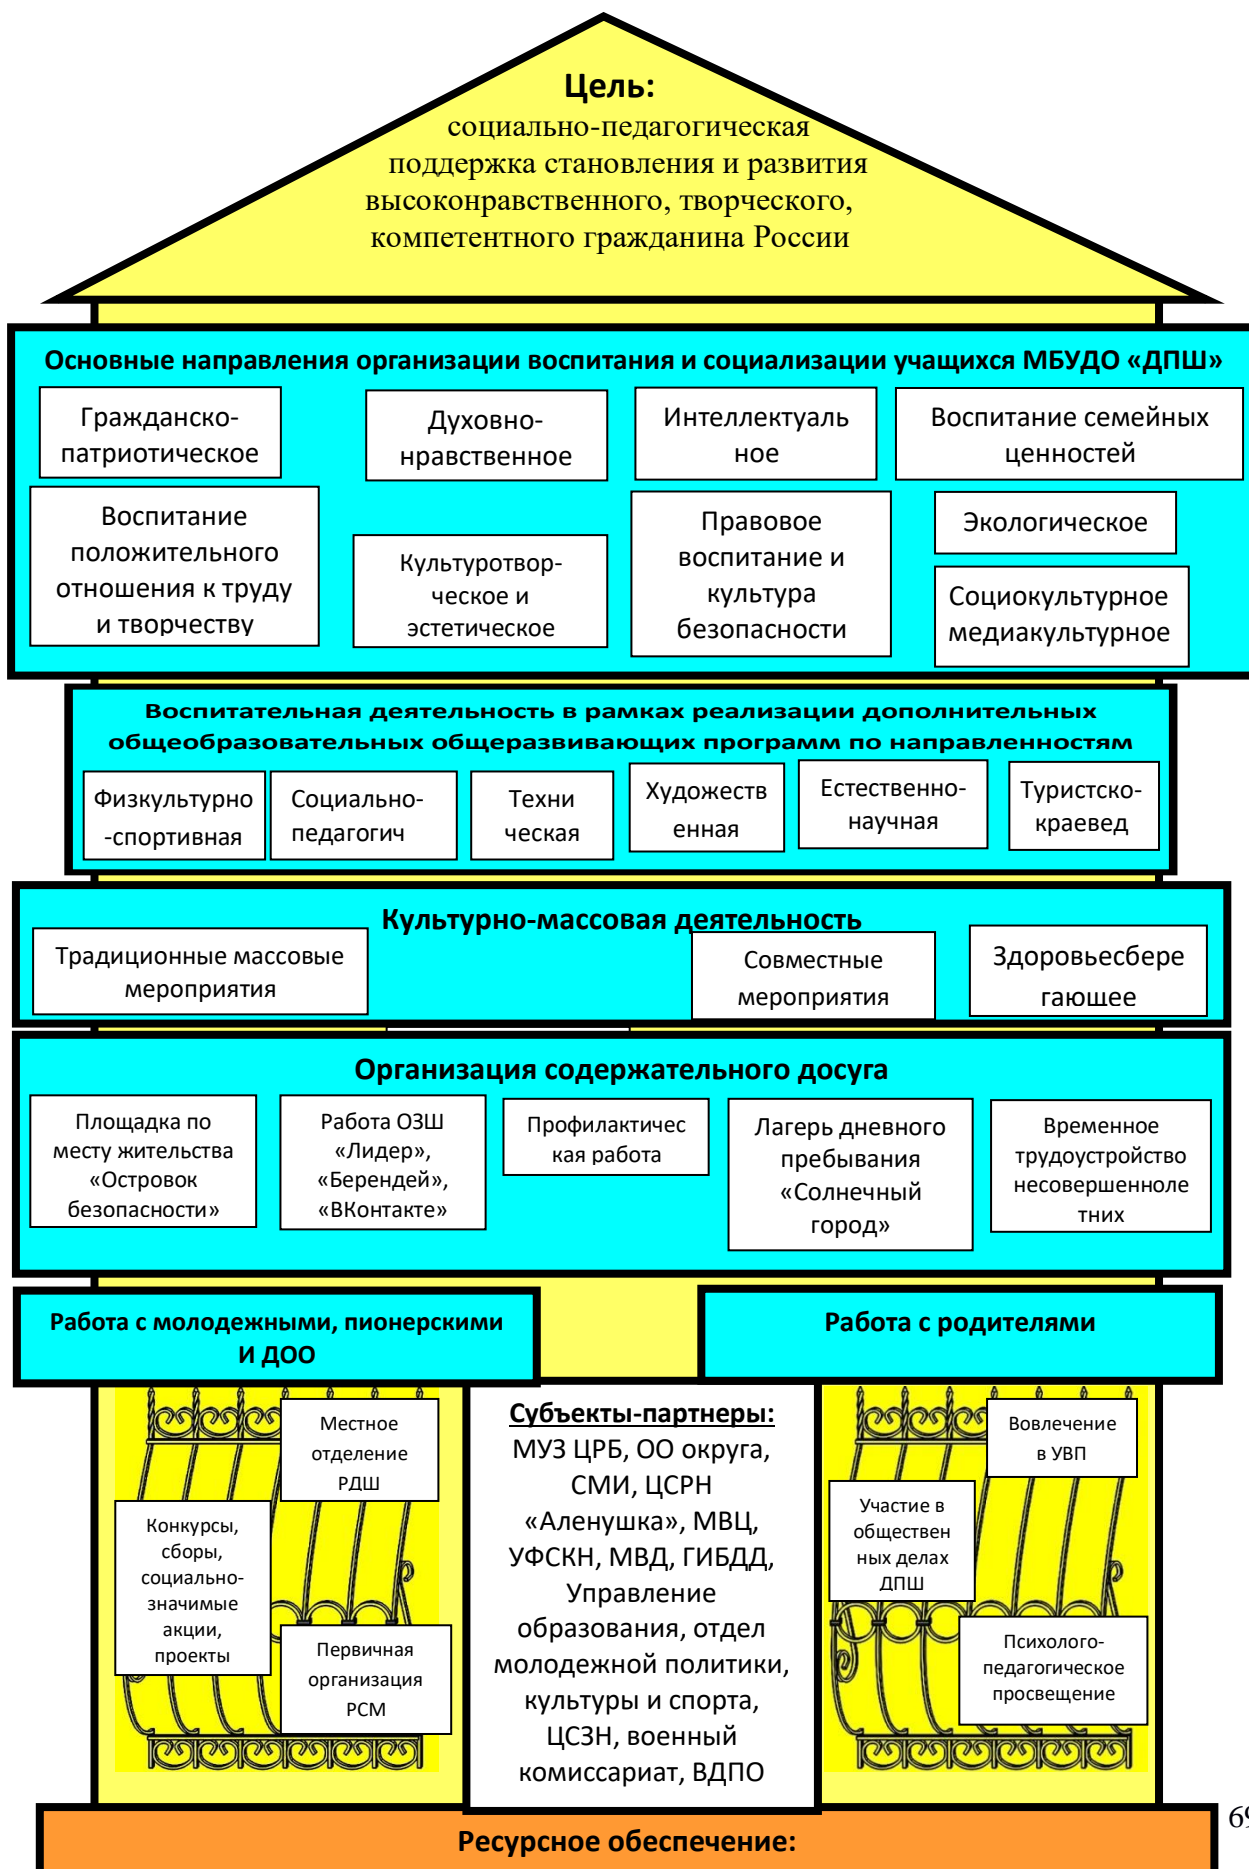 Цель:
социально-педагогическая
поддержка становления и развития
высоконравственного, творческого,
компетентного гражданина России
Основные направления организации воспитания и социализации учащихся МБУДО «ДПШ»
Гражданско-
патриотическое
Духовно-
нравственное
Интеллектуаль
ное
Воспитание семейных
ценностей
Воспитание
положительного
отношения к труду
и творчеству
Культуротвор-
ческое и
эстетическое
Правовое
воспитание и
культура
безопасности
Экологическое
Социокультурное
медиакультурное
Воспитательная деятельность в рамках реализации дополнительных
общеобразовательных общеразвивающих программ по направленностям
Физкультурно
-спортивная
Социально-
педагогич
Техни
ческая
Художеств
енная
Естественно-
научная
Туристско-
краевед
Культурно-массовая деятельность
Традиционные массовые
мероприятия
Совместные
мероприятия
Здоровьесбере
гающее
Организация содержательного досуга
Площадка по
месту жительства
«Островок
безопасности»
Работа ОЗШ
«Лидер»,
«Берендей»,
«ВКонтакте»
Профилактичес
кая работа
Лагерь дневного
пребывания
«Солнечный
город»
Временное
трудоустройство
несовершенноле
тних
Работа с молодежными, пионерскими
И ДОО
Работа с родителями
Местное
отделение
РДШ
Конкурсы,
сборы,
социально-
значимые
акции,
проекты
Первичная
организация
РСМ
Субъекты-партнеры:
МУЗ ЦРБ, ОО округа,
СМИ, ЦСРН
«Аленушка», МВЦ,
УФСКН, МВД, ГИБДД,
Управление
образования, отдел
молодежной политики,
культуры и спорта,
ЦСЗН, военный
комиссариат, ВДПО
Вовлечение
в УВП
Участие в
обществен
ных делах
ДПШ
Психолого-
педагогическое
просвещение
69
Ресурсное обеспечение: